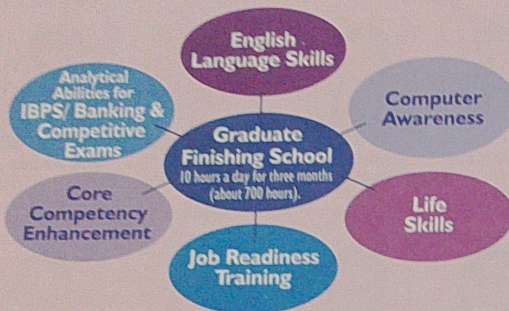 English
Language Skills
Analytical
Abilities for
IBPS/ Banking &
Competitive
Exams
Computer
Awareness
Graduate
Finishing School
10 hours a day for three months
(about 700 hours).
Core
Competency
Enhancement
Life
Skills
Job Readiness
Training